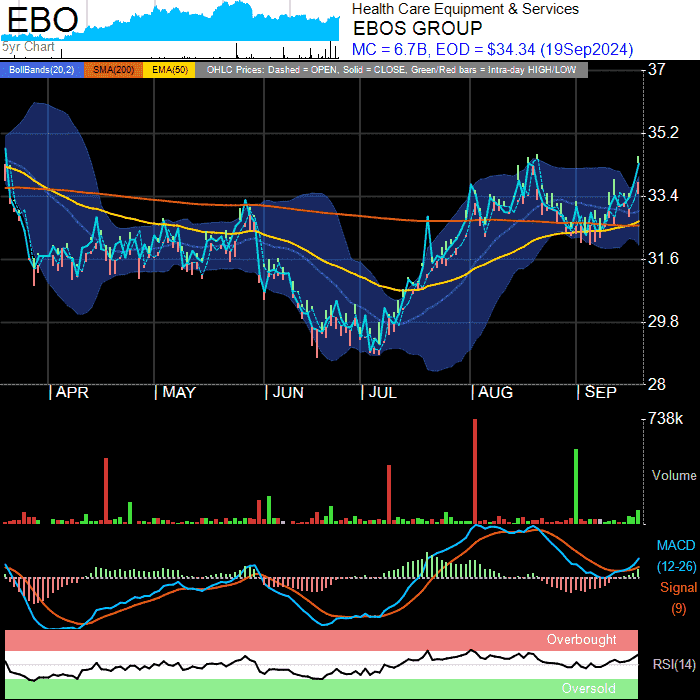 EBO
5yr Chart
Health Care Equipment & Services
EBOS GROUP
MC = 6.7B, EOD = $34.34 (19Sep2024)
BollBands(20,2) SMA(200) EMA(50) OHLC Prices: Dashed = OPEN, Solid = CLOSE, Green/Red bars = Intra-day HIGH/LOW
37
35.2
33.4
31.6
29.8
28
APR MAY JUN JUL AUG SEP
738k
Volume
MACD
(12-26)
Signal
(9)
Overbought
RSI(14)
Oversold